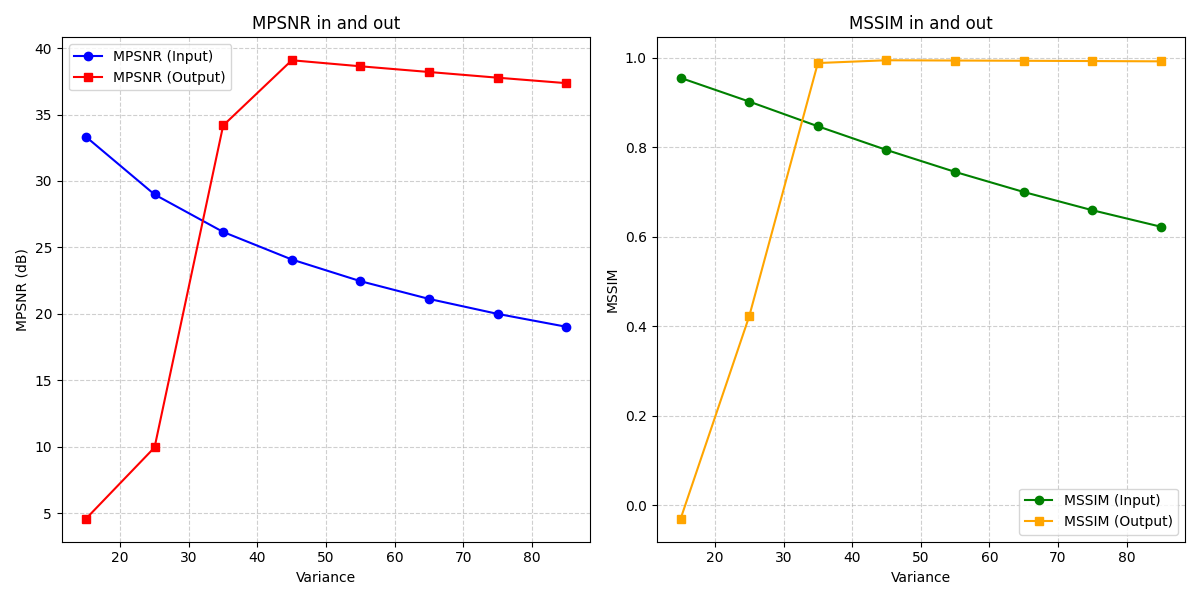 MPSNR in and out
MPSNR (Input)
MPSNR (Output)
40
35
30
25
20
15
10
5
MPSNR (dB)
20 30 40 50 60 70 80
Variance
MSSIM in and out
1.0
0.8
0.6
0.4
0.2
0.0
MSSIM
MSSIM (Input)
MSSIM (Output)
20 30 40 50 60 70 80
Variance